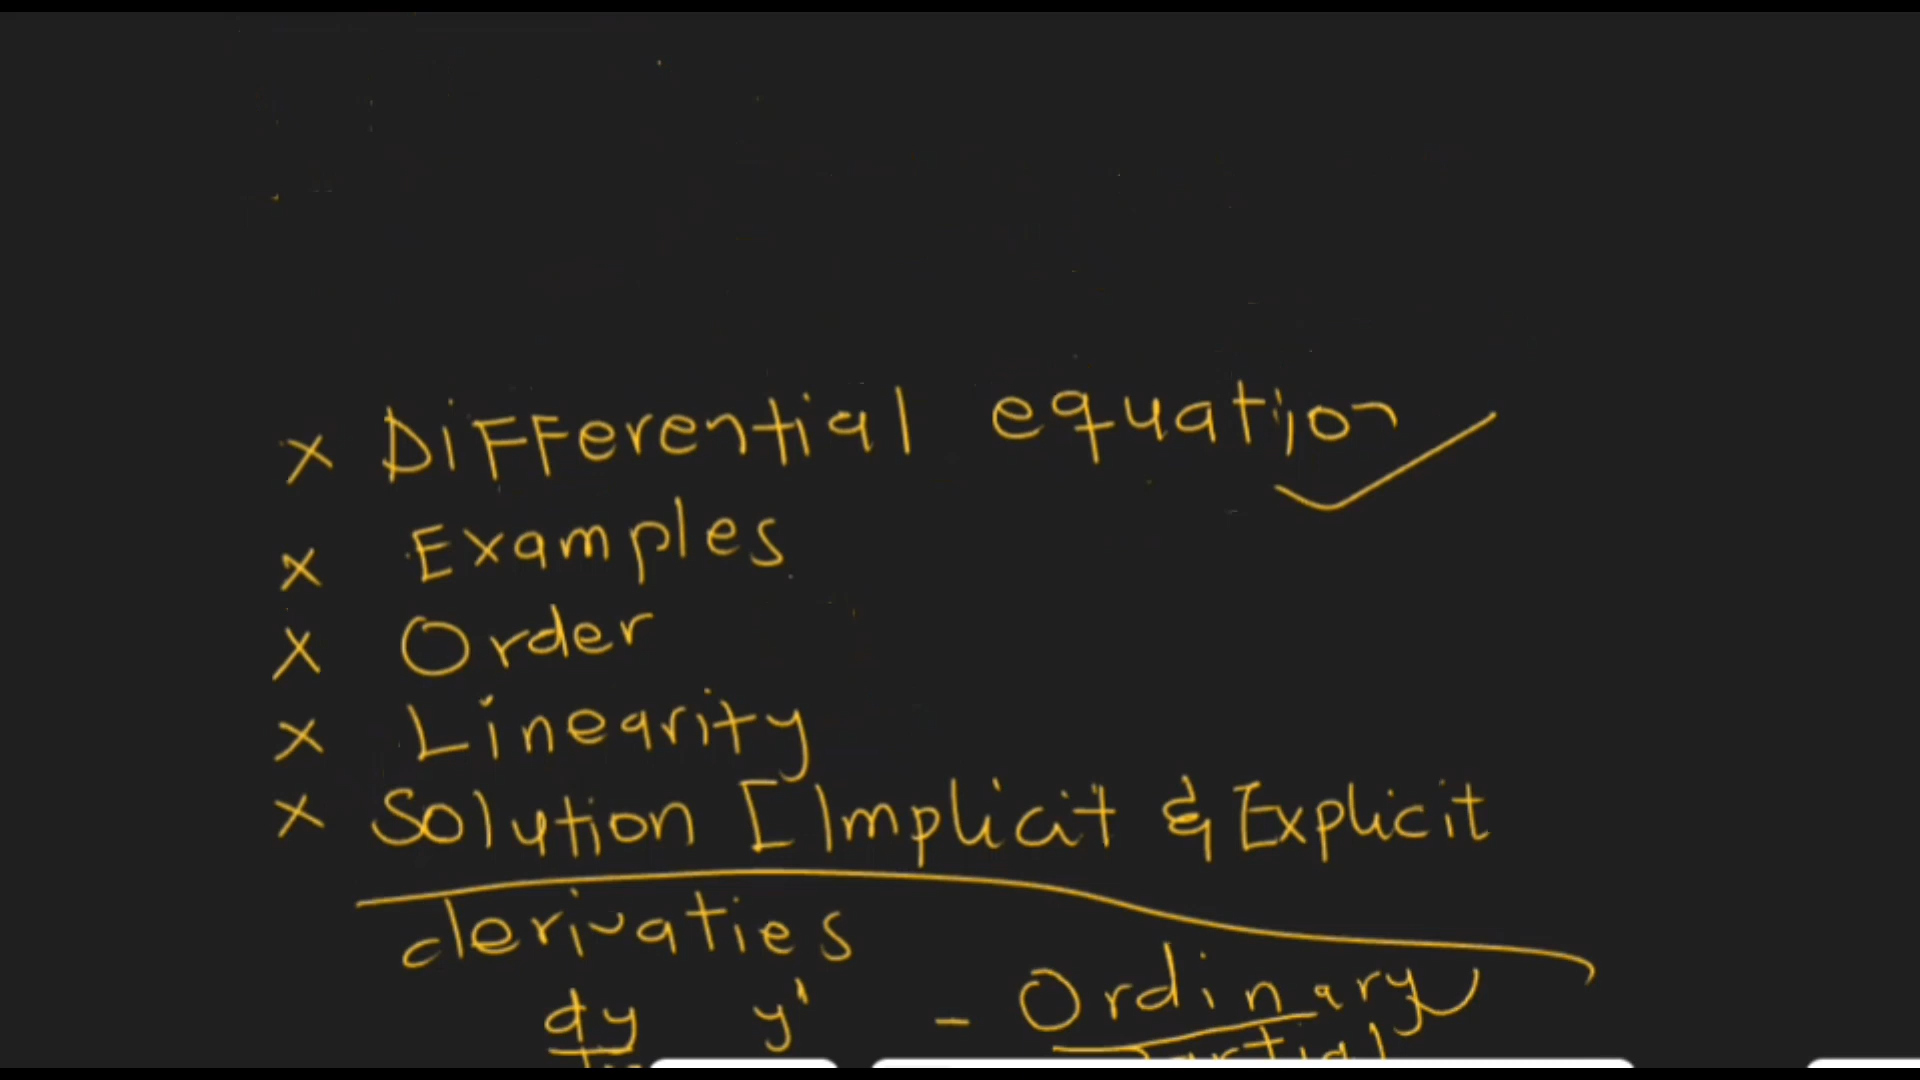 x Differential equation
x Examples
x Order
x Linearity
x Solution [Implicit & Explicit
derivaties
dy y' - Ordinary